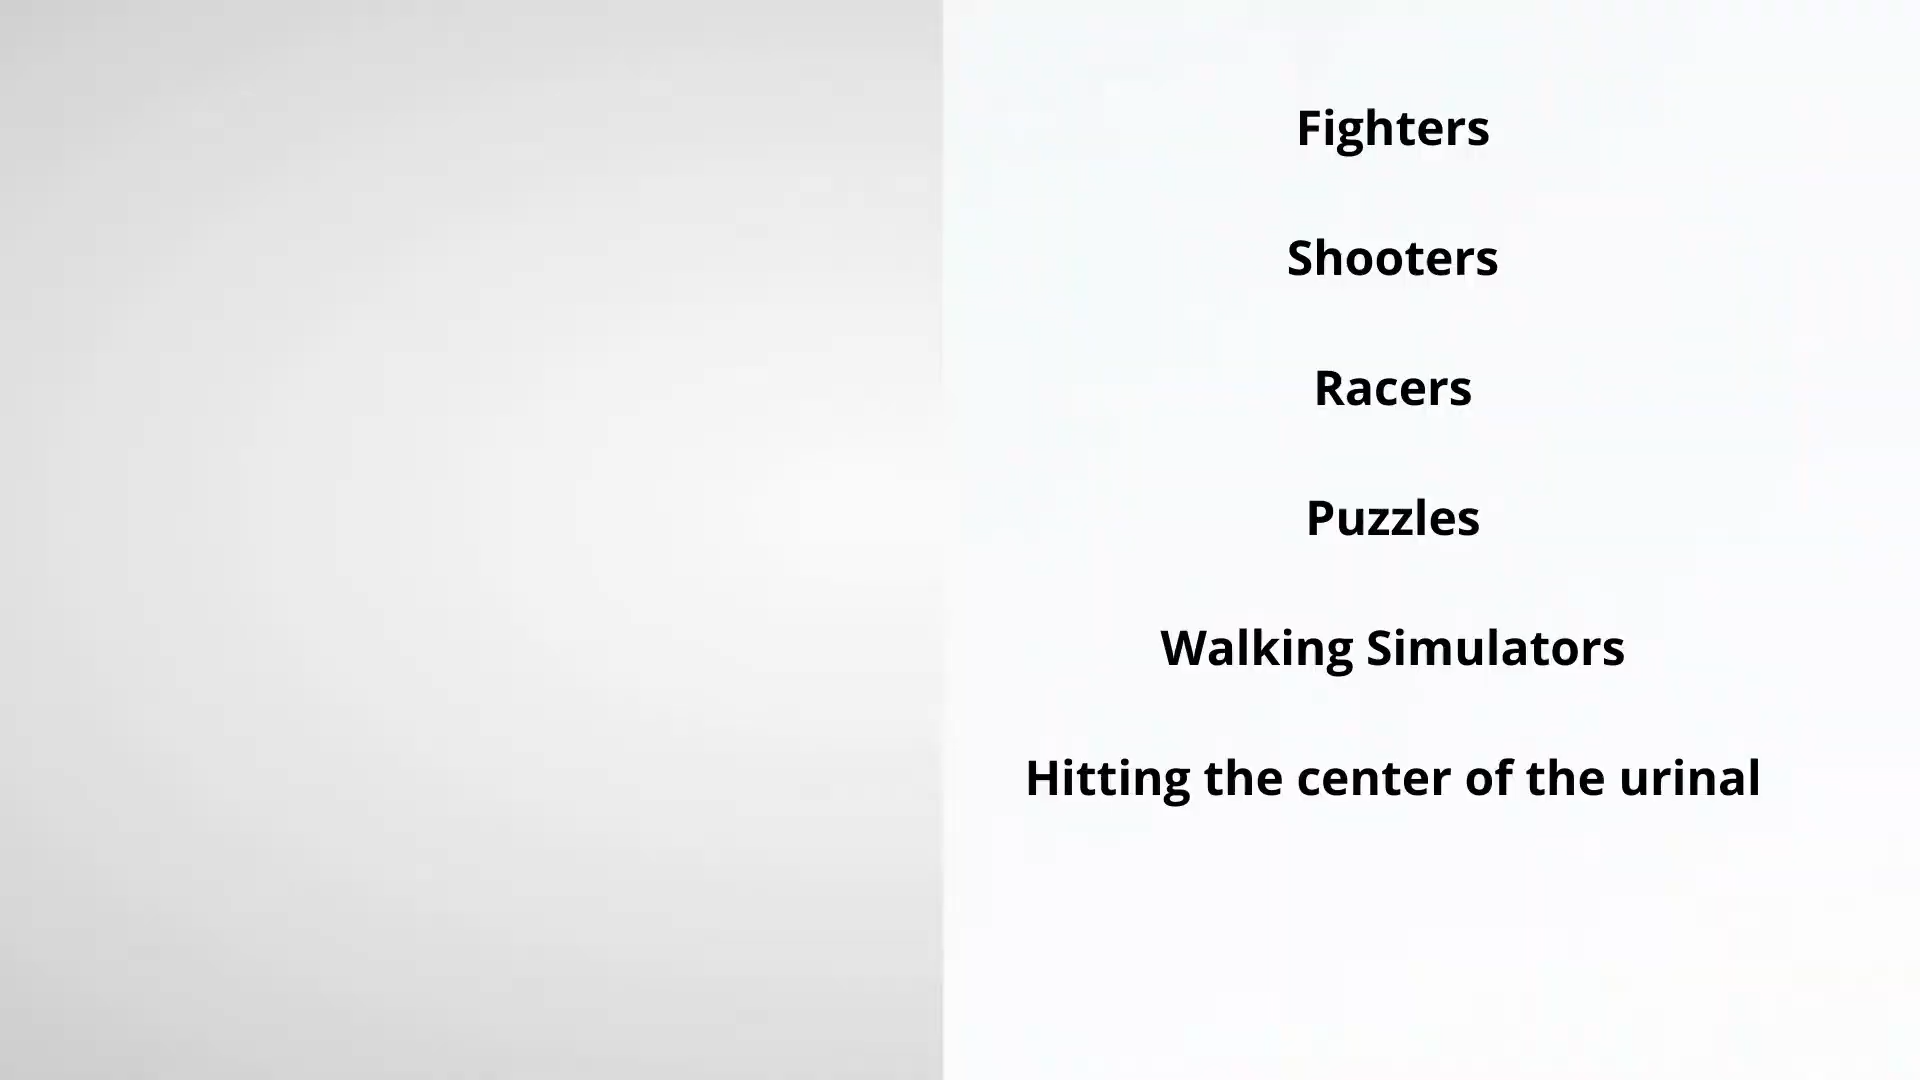 Fighters
Shooters
Racers
Puzzles
Walking Simulators
Hitting the center of the urinal